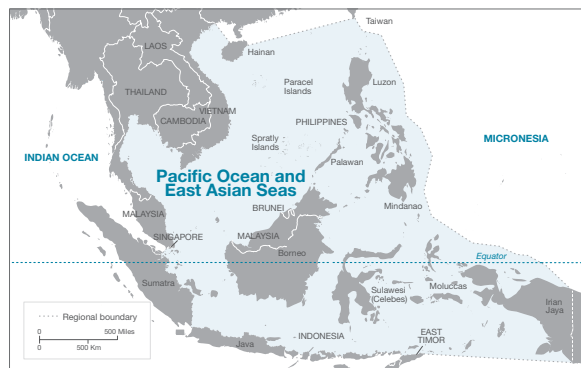 Taiwan
LAOS
Hainan
THAILAND
Paracel
Islands
Luzon
VIETNAM
CAMBODIA
PHILIPPINES
INDIAN OCEAN
Spratly
Islands
MICRONESIA
Palawan
Pacific Ocean and
East Asian Seas
MALAYSIA
BRUNEI
Mindanao
SINGAPORE
MALAYSIA
Borneo
Equator
Sumatra
Sulawesi
(Celebes)
Moluccas
Irian
Jaya
Regional boundary
0 500 Miles
0 500 Km
Java
INDONESIA
EAST
TIMOR